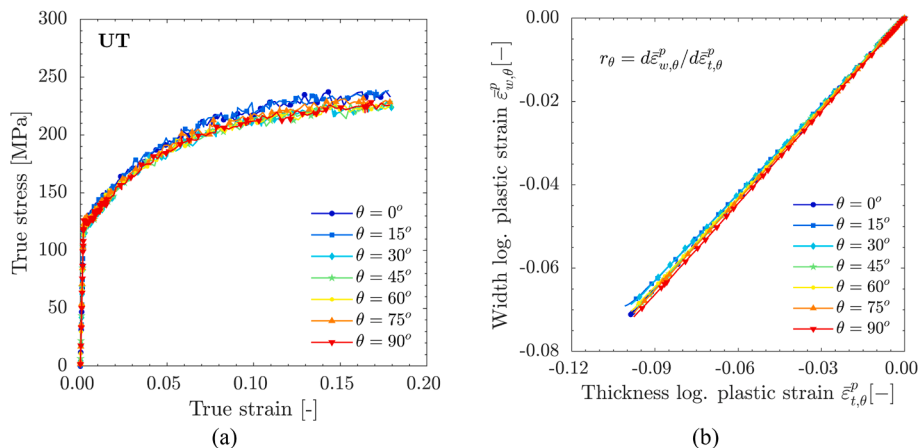 (a)
UT
True stress [MPa]
300
250
200
150
100
50
0
θ = 0°
θ = 15°
θ = 30°
θ = 45°
θ = 60°
θ = 75°
θ = 90°
0.00 0.05 0.10 0.15 0.20
True strain [-]
(a)
(b)
r_θ = dε̄^p_{w,θ}/dε̄^p_{t,θ}
Width log. plastic strain ε̄^p_{w,θ}[−]
0.00
-0.02
-0.04
-0.06
-0.08
θ = 0°
θ = 15°
θ = 30°
θ = 45°
θ = 60°
θ = 75°
θ = 90°
-0.12 -0.09 -0.06 -0.03 0.00
Thickness log. plastic strain ε̄^p_{t,θ}[−]
(b)